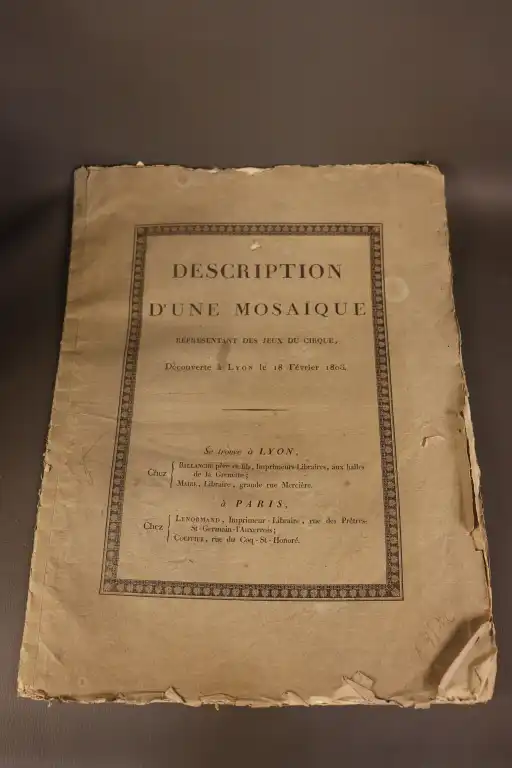 DESCRIPTION
D'UNE MOSAÏQUE
REPRÉSENTANT DES JEUX DU CIRQUE,
Découverte à LYON le 18 Février
Se trouve à LYON,
Chez
BALLANCHE père et fils, Imprimeurs-Libraires, aux halles
de la Grenette;
MAIRE, Libraire, grande rue Mercière.
à PARIS,
Chez
LENORMAND, Imprimeur-Libraire, rue des Prêtres-
St-Germain-l'Auxerrois;
rue du Coq-St-Honoré.